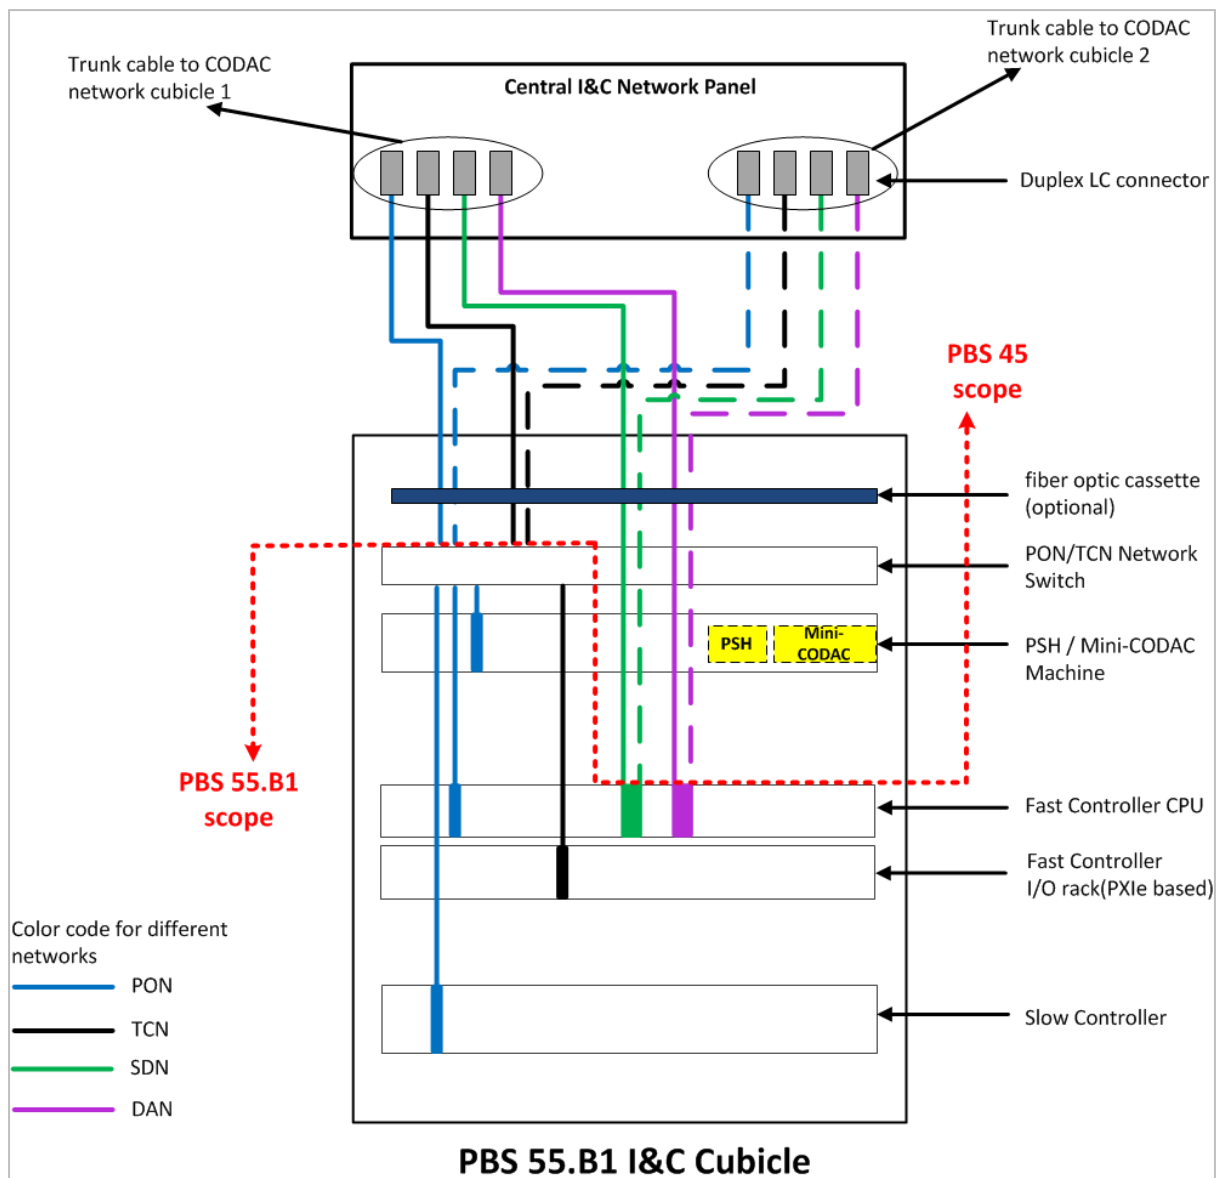 Trunk cable to CODAC
network cubicle 1
Trunk cable to CODAC
network cubicle 2
Central I&C Network Panel
Duplex LC connector
PBS 45
scope
fiber optic cassette
(optional)
PON/TCN Network
Switch
PSH
Mini-
CODAC
PSH / Mini-CODAC
Machine
PBS 55.B1
scope
Fast Controller CPU
Fast Controller
I/O rack(PXIe based)
Color code for different
networks
PON
TCN
SDN
DAN
Slow Controller
PBS 55.B1 I&C Cubicle